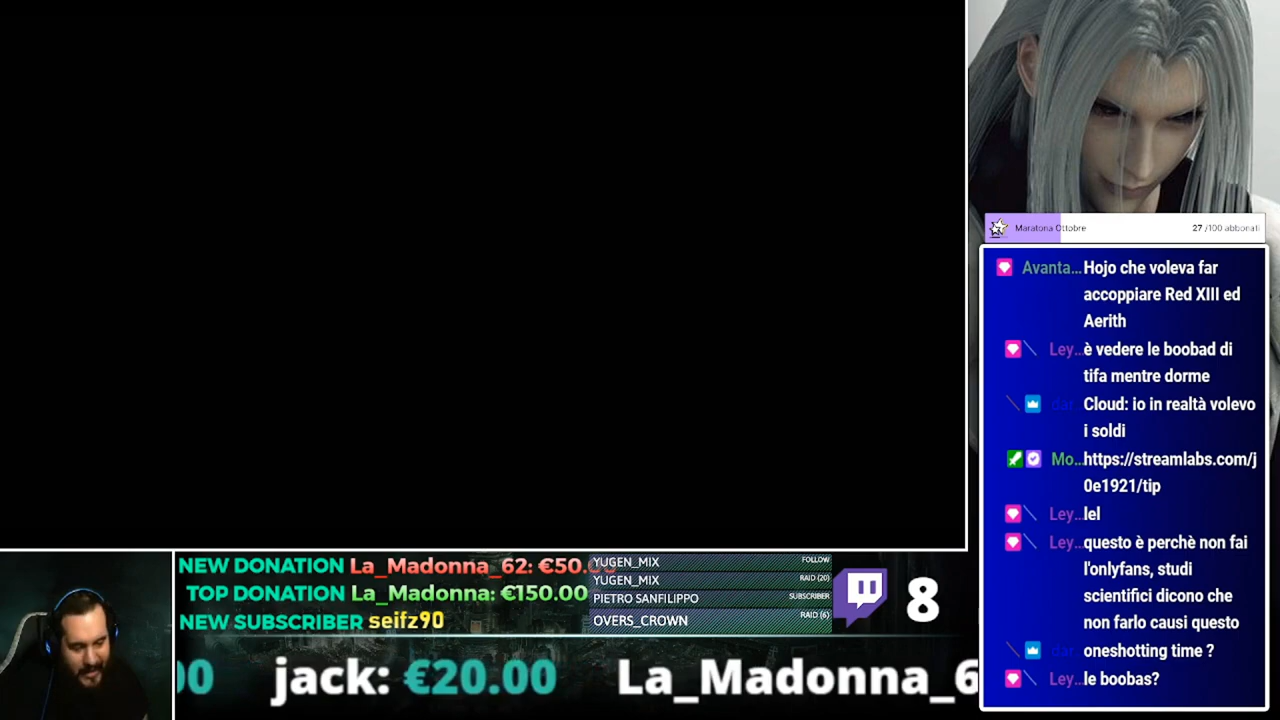 Maratona Ottobre 27 /100 abbonati
Avanta... Hojo che voleva far
accoppiare Red XIII ed
Aerith
Ley... è vedere le boobad di
tifa mentre dorme
dar Cloud: io in realtà volevo
i soldi
Mo... https://streamlabs.com/j
0e1921/tip
Ley... lel
Ley... questo è perchè non fai
l'onlyfans, studi
scientifici dicono che
non farlo causi questo
dar oneshotting time ?
Ley... le boobas?
NEW DONATION La_Madonna_62: €50.
TOP DONATION La_Madonna: €150.00
NEW SUBSCRIBER seifz90
YUGEN_MIX FOLLOW
YUGEN_MIX RAID (20)
PIETRO SANFILIPPO SUBSCRIBER
OVERS_CROWN RAID (6)
8
00 jack: €20.00 La_Madonna_6